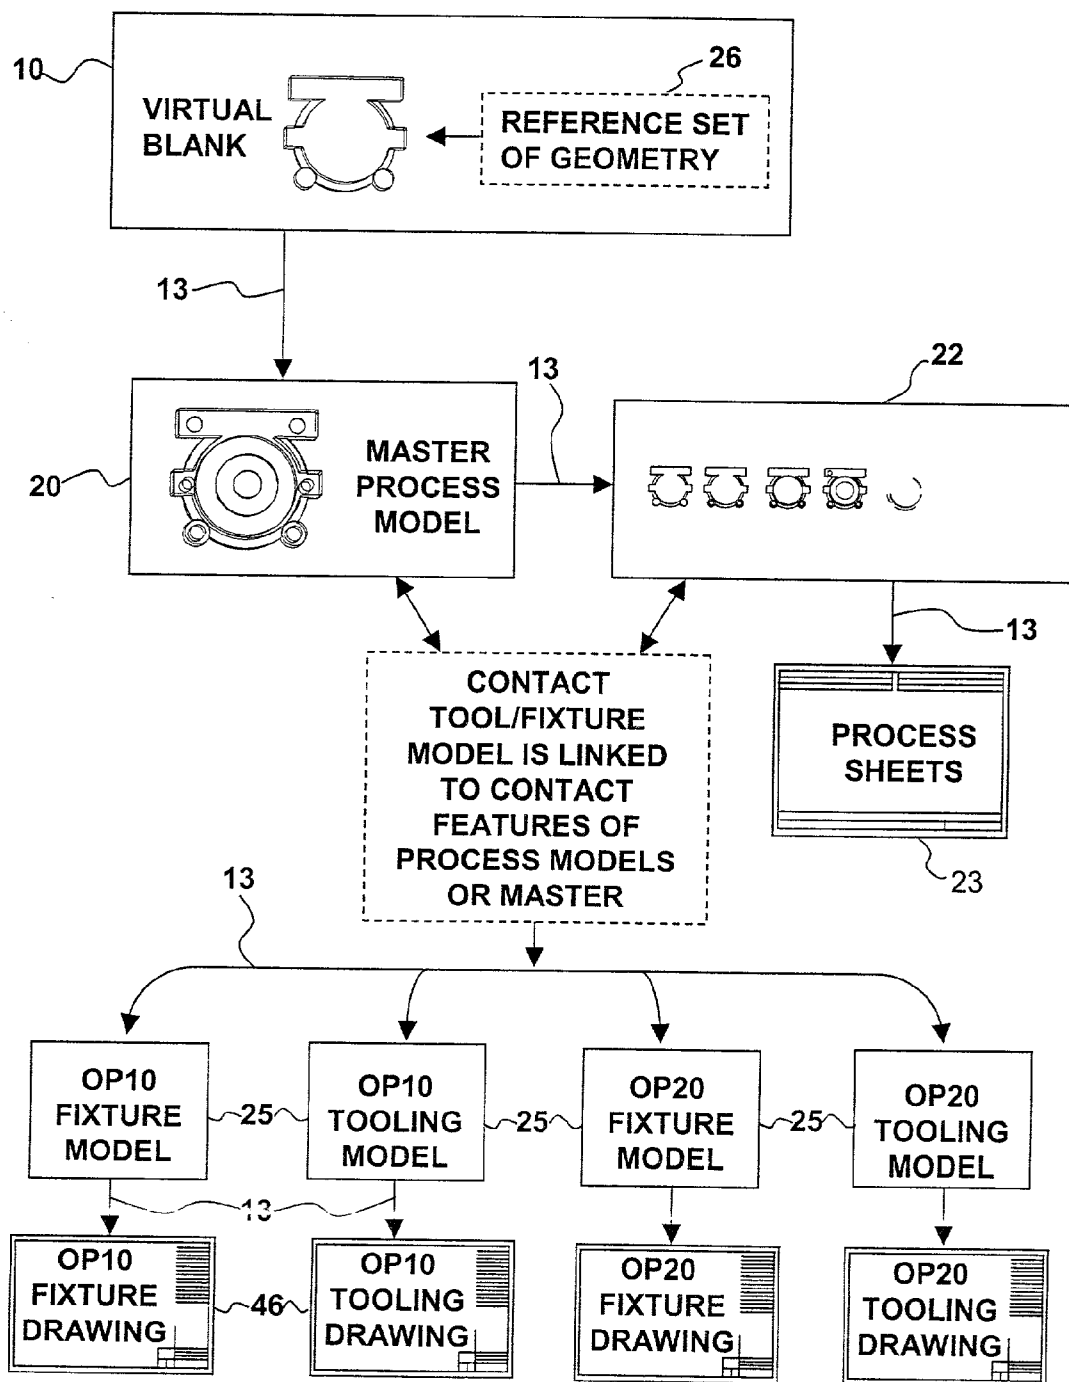 10
VIRTUAL
BLANK
26
REFERENCE SET
OF GEOMETRY
13
20
MASTER
PROCESS
MODEL
13
22
13
PROCESS
SHEETS
23
CONTACT
TOOL/FIXTURE
MODEL IS LINKED
TO CONTACT
FEATURES OF
PROCESS MODELS
OR MASTER
13
OP10
FIXTURE
MODEL
25
OP10
TOOLING
MODEL
25
OP20
FIXTURE
MODEL
25
OP20
TOOLING
MODEL
13
OP10
FIXTURE
DRAWING
46
OP10
TOOLING
DRAWING
OP20
FIXTURE
DRAWING
OP20
TOOLING
DRAWING